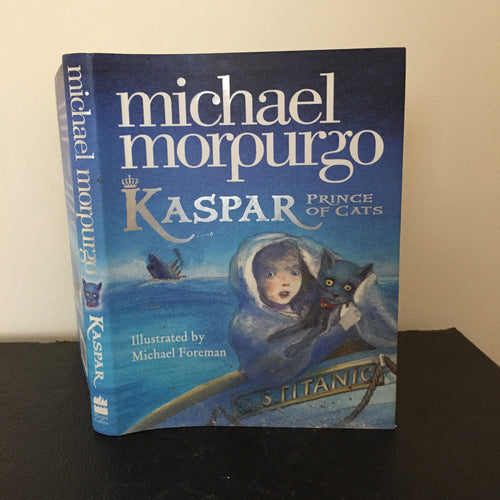 michael morpurgo
KASPAR
michael
morpurgo
KASPAR PRINCE
OF CATS
Illustrated by
Michael Foreman
S.S.TITANIC